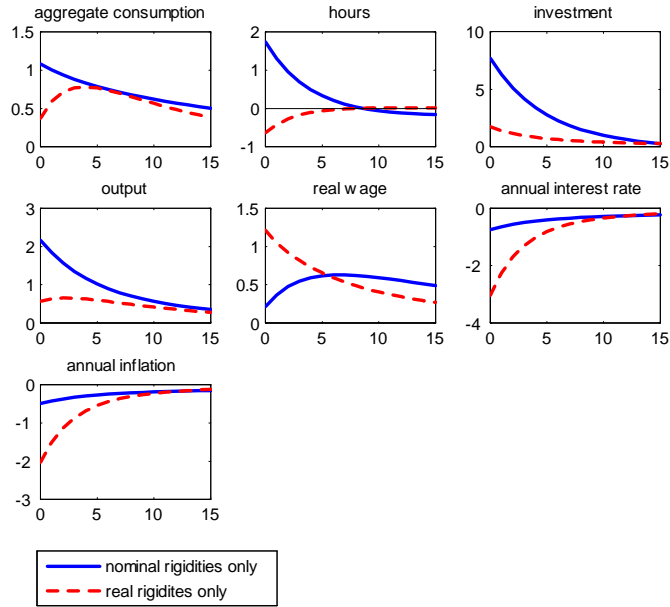 aggregate consumption hours investment
1.5 2 10
1 1
5
0.5 0
0 -1 0
0 5 10 15 0 5 10 15 0 5 10 15
output real wage annual interest rate
3 1.5 0
2 1
-2
1 0.5
0 0 -4
0 5 10 15 0 5 10 15 0 5 10 15
annual inflation
0
-1
-2
-3
0 5 10 15
nominal rigidities only
real rigidites only